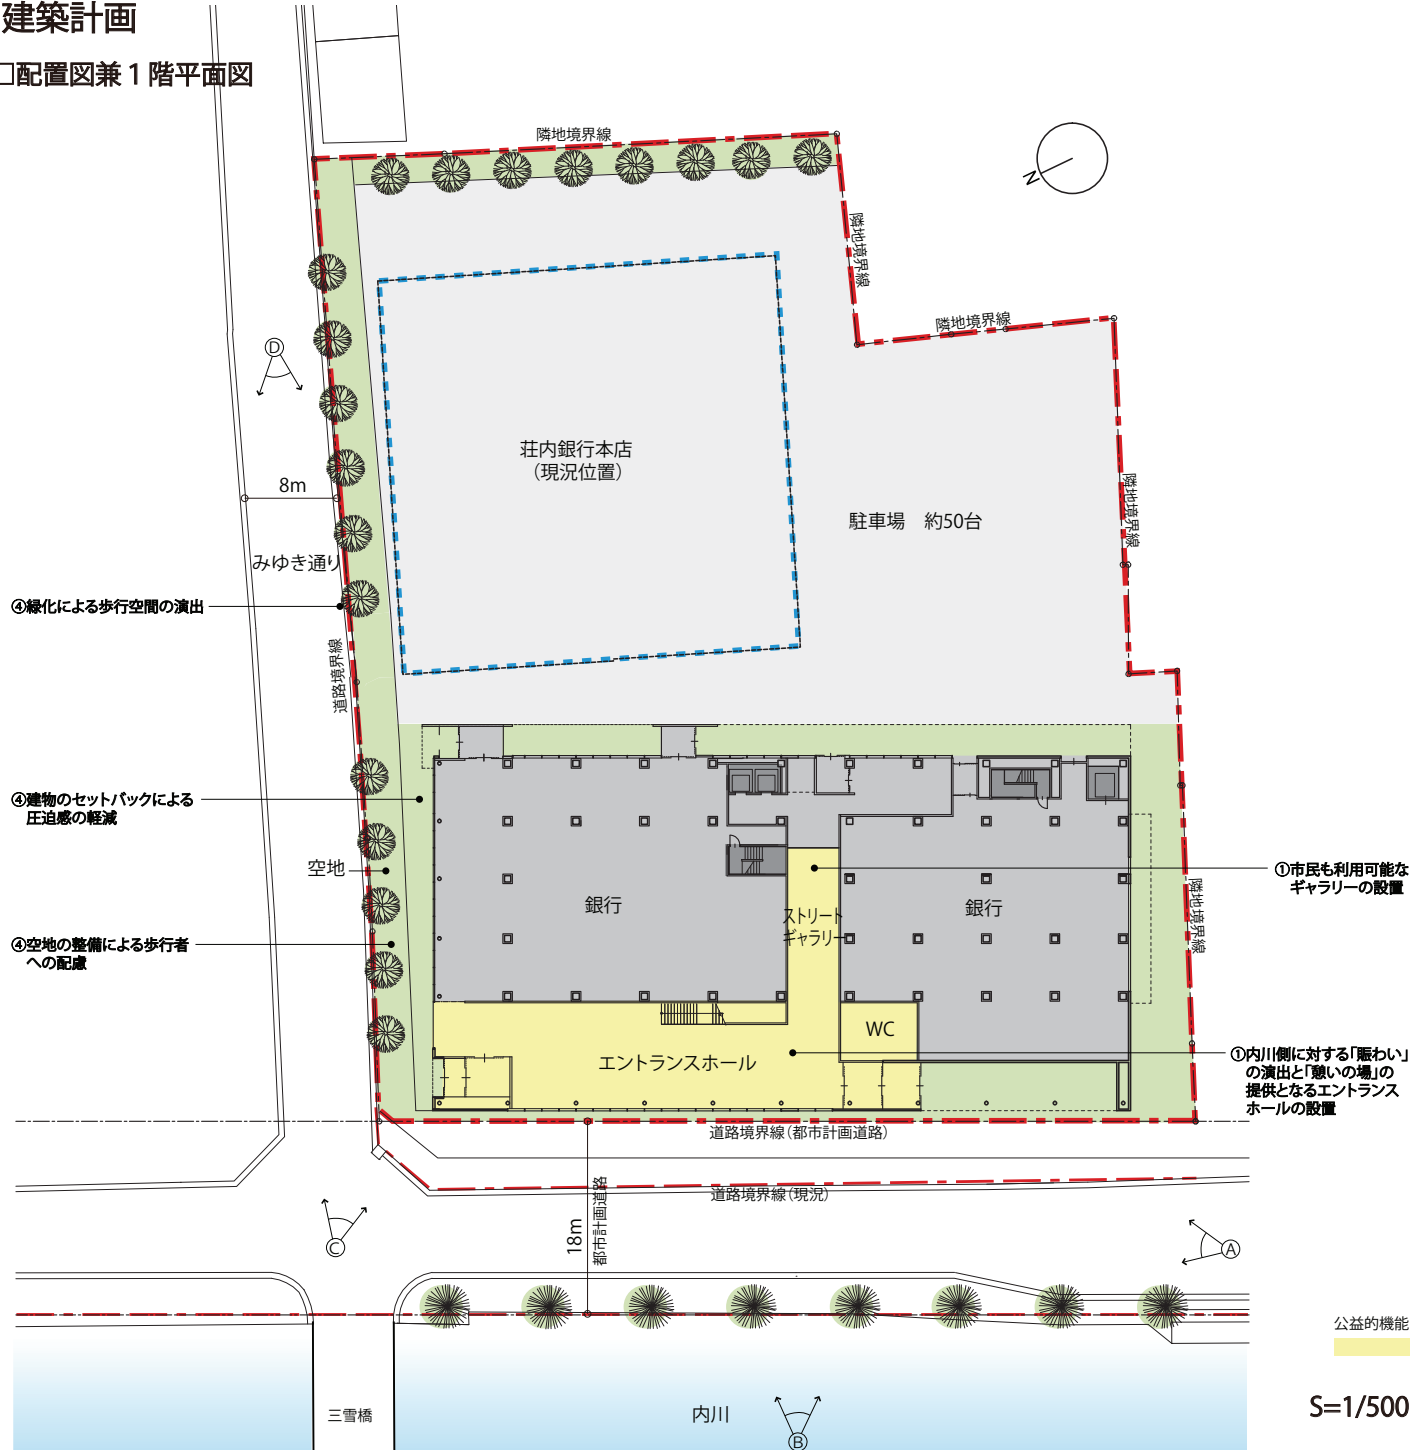 建築計画
□配置図兼1階平面図
隣地境界線
N
隣地境界線
隣地境界線
D
荘内銀行本店
(現況位置)
8m
隣地境界線
駐車場 約50台
みゆき通り
④緑化による歩行空間の演出
道路境界線
④建物のセットバックによる
圧迫感の軽減
空地
①市民も利用可能な
ギャラリーの設置
銀行
ストリート
ギャラリー
銀行
隣地境界線
④空地の整備による歩行者
への配慮
WC
エントランスホール
①内川側に対する「賑わい」
の演出と「憩いの場」の
提供となるエントランス
ホールの設置
道路境界線(都市計画道路)
道路境界線(現況)
18m
都市計画道路
C
A
公益的機能
三雪橋
内川
B
S=1/500